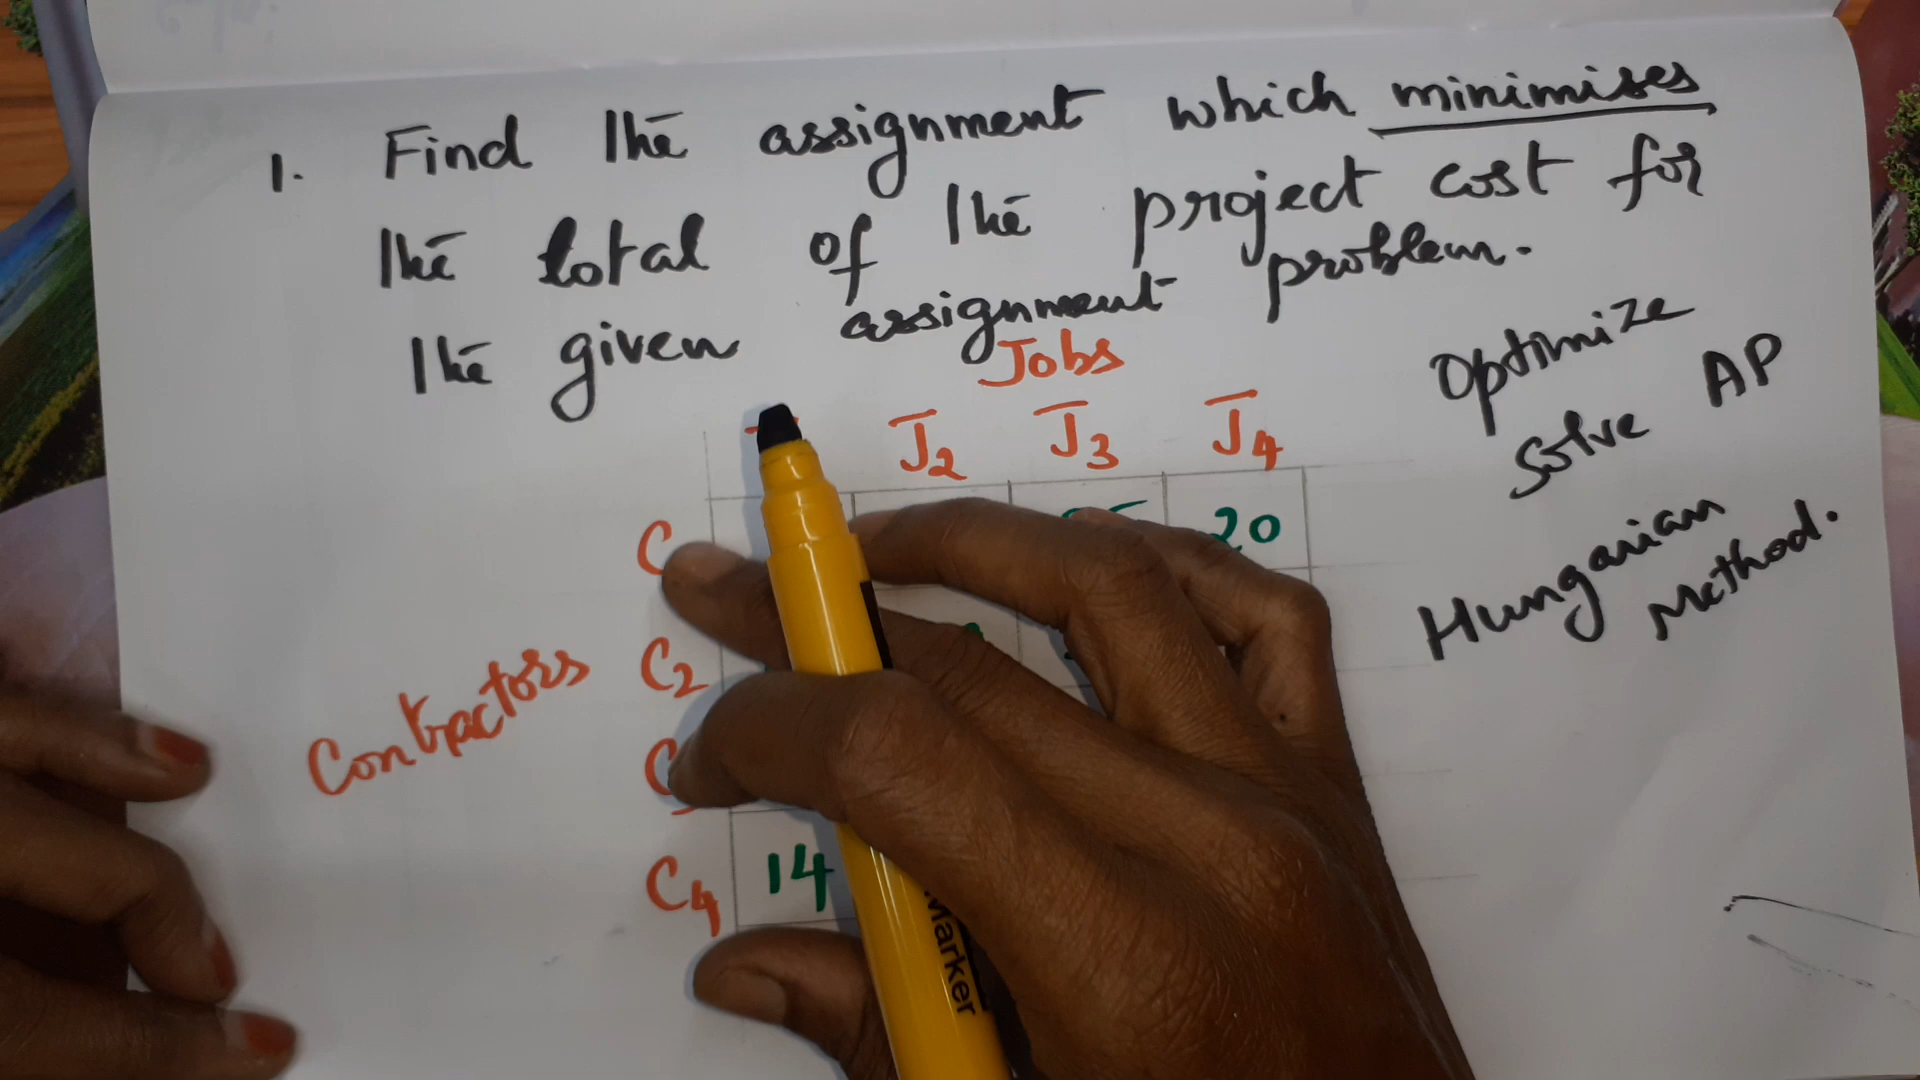 1. Find the assignment which minimises
the total of the project cost for
the given assignment problem.
Optimize
Solve AP
Hungarian
Method.
Jobs
J2 J3 J4
C 20
Contractors
C2
C
C4 14
Marker